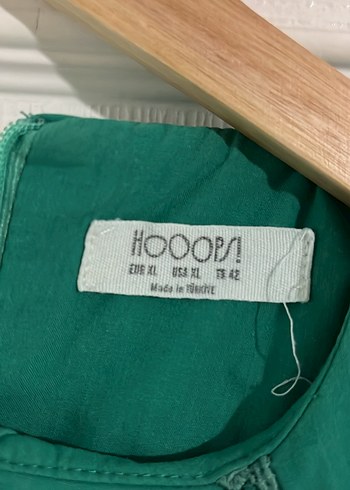 HOOOPS!
EUR XL USA XL TR 42
Made in TÜRKİYE